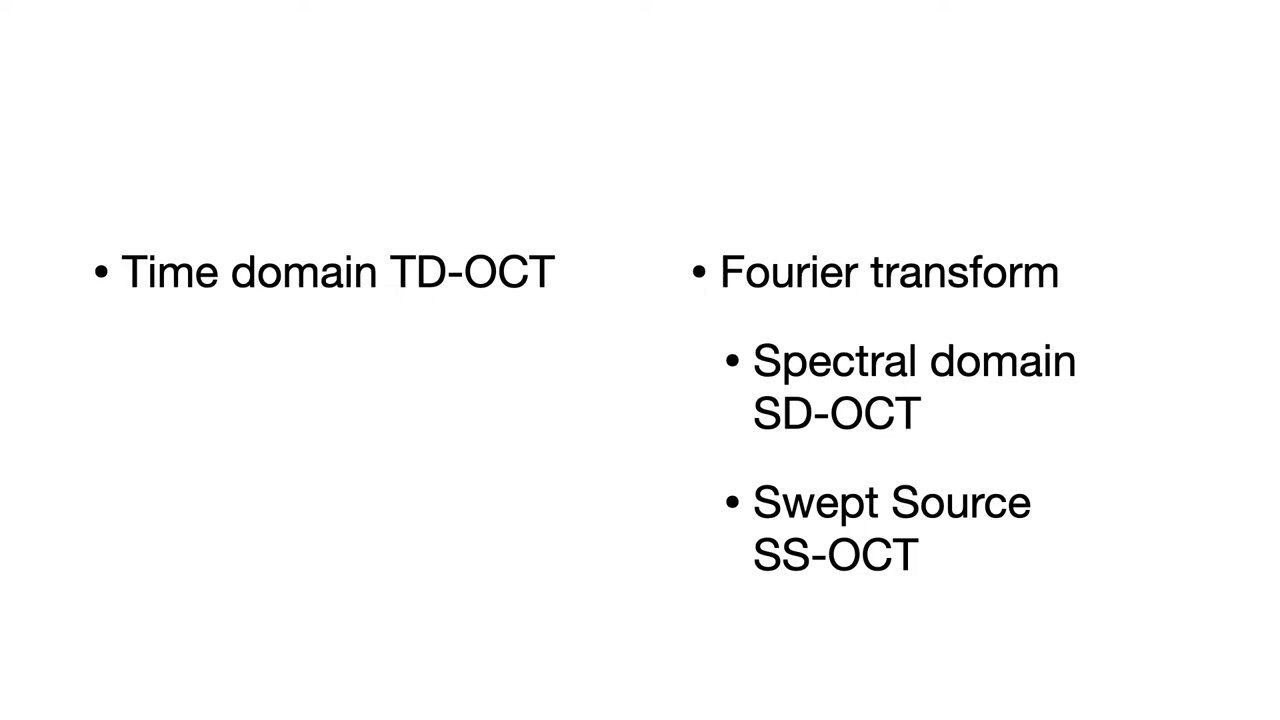 • Time domain TD-OCT
• Fourier transform
• Spectral domain
SD-OCT
• Swept Source
SS-OCT